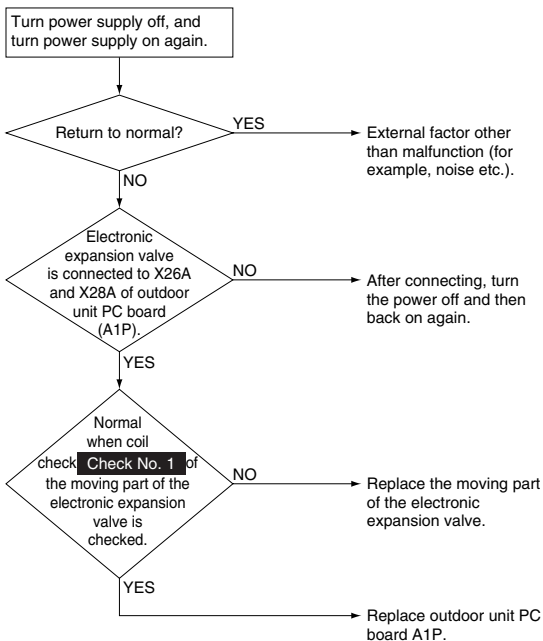 Turn power supply off, and
turn power supply on again.
Return to normal?
YES
External factor other
than malfunction (for
example, noise etc.).
NO
Electronic
expansion valve
is connected to X26A
and X28A of outdoor
unit PC board
(A1P).
NO
After connecting, turn
the power off and then
back on again.
YES
Normal
when coil
check Check No. 1 of
the moving part of the
electronic expansion
valve is
checked.
NO
Replace the moving part
of the electronic
expansion valve.
YES
Replace outdoor unit PC
board A1P.